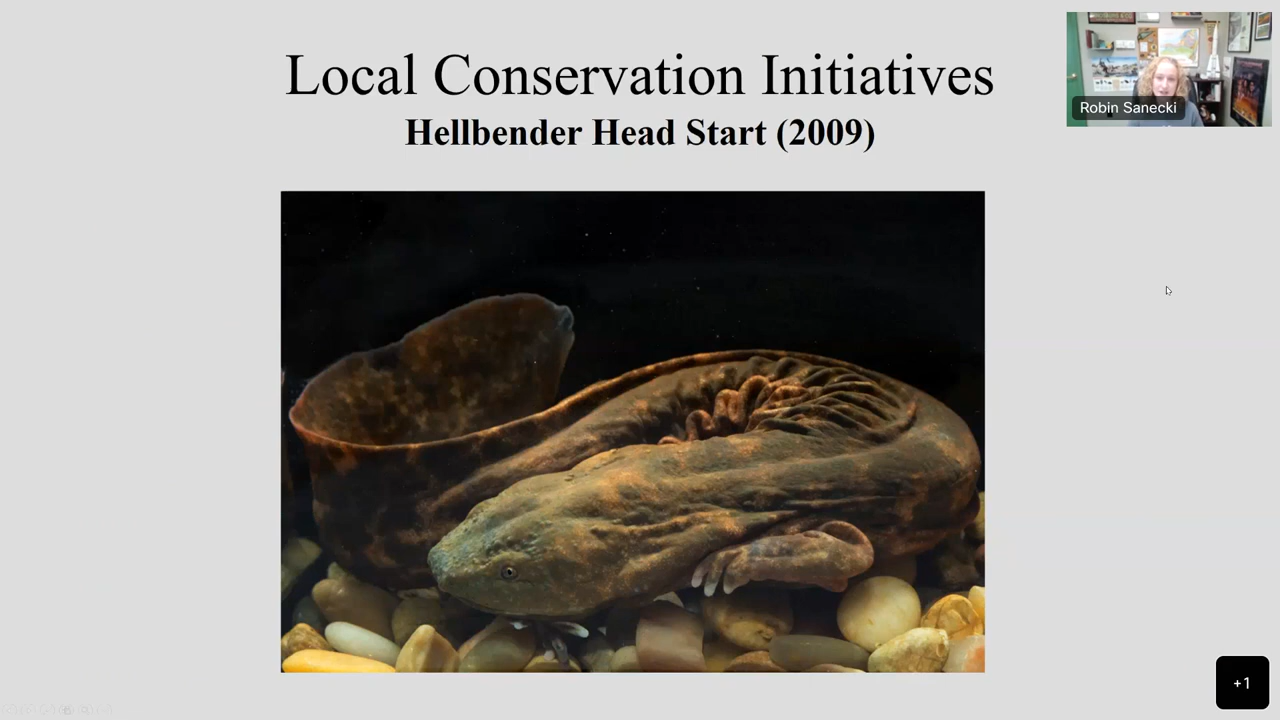 Local Conservation Initiatives
Hellbender Head Start (2009)
Robin Sanecki
+1